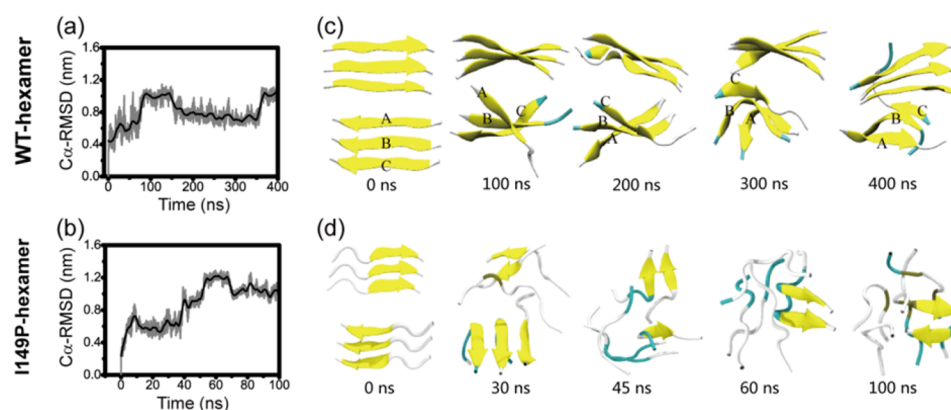 (a)
WT-hexamer
Cα-RMSD (nm)
1.6
1.2
0.8
0.4
0.0
0 100 200 300 400
Time (ns)
(c)
A
B
C
0 ns
A
B
C
100 ns
C
B
A
200 ns
C
B
A
300 ns
B
C
A
400 ns
(b)
I149P-hexamer
Cα-RMSD (nm)
1.6
1.2
0.8
0.4
0.0
0 20 40 60 80 100
Time (ns)
(d)
0 ns
30 ns
45 ns
60 ns
100 ns